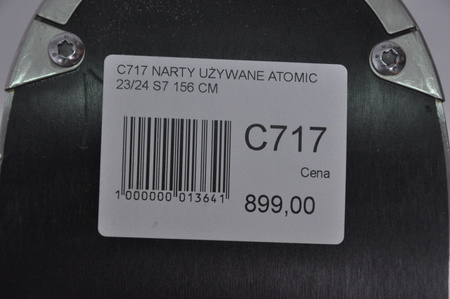 C717 NARTY UŻYWANE ATOMIC
23/24 S7 156 CM
C717
Cena
1 000000 013641
899,00